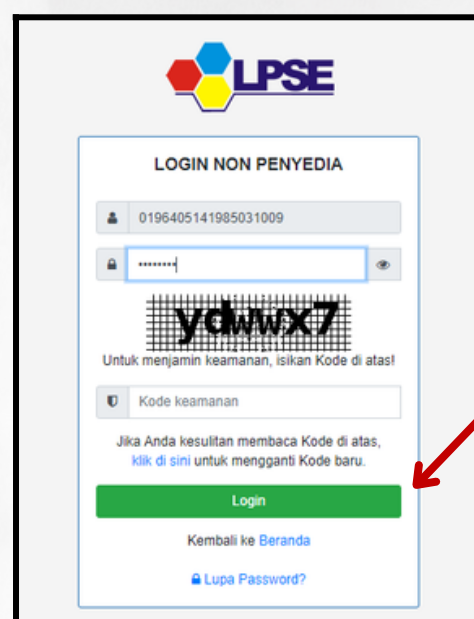 LPSE
LOGIN NON PENYEDIA
0196405141985031009
••••••••
ydwwx7
Untuk menjamin keamanan, isikan Kode di atas!
Kode keamanan
Jika Anda kesulitan membaca Kode di atas,
klik di sini untuk mengganti Kode baru.
Login
Kembali ke Beranda
Lupa Password?